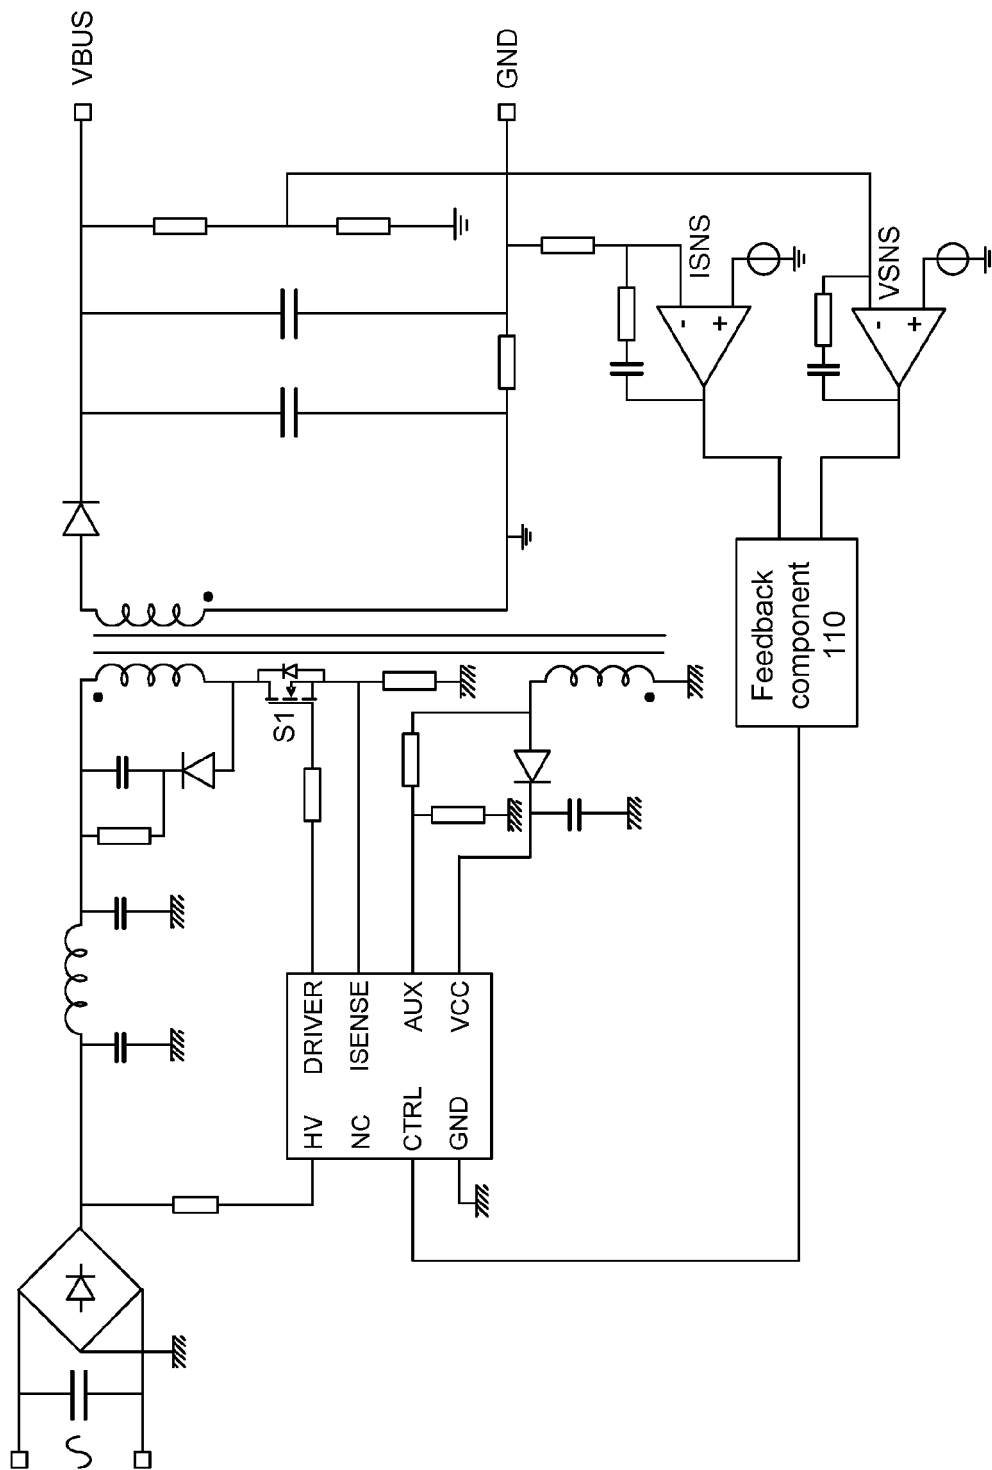 VBUS
GND
ISNS
-
+
VSNS
-
+
S1
Feedback
component
110
DRIVER
ISENSE
AUX
VCC
HV
NC
CTRL
GND